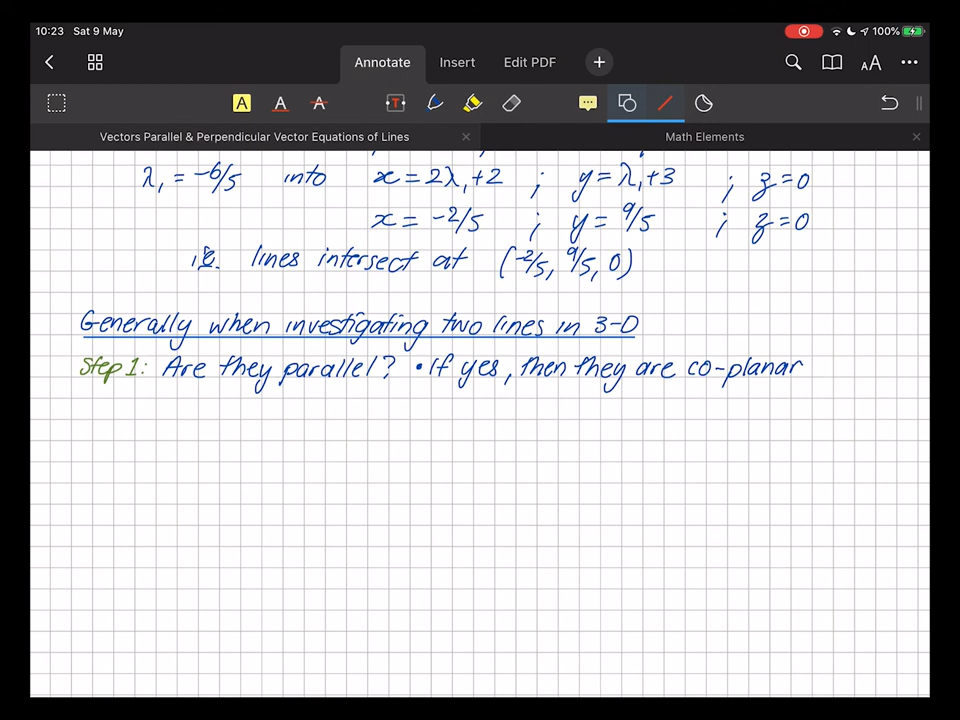 10:23 Sat 9 May 100%
Annotate Insert Edit PDF
A A A T AA
Vectors Parallel & Perpendicular Vector Equations of Lines × Math Elements ×
λ₁ = -6/5 into x = 2λ₁+2 ; y = λ₁+3 ; z=0
x = -2/5 ; y = 9/5 ; z=0
i.e. lines intersect at (-2/5, 9/5, 0)
Generally when investigating two lines in 3-D
Step 1: Are they parallel? • If yes, then they are co-planar